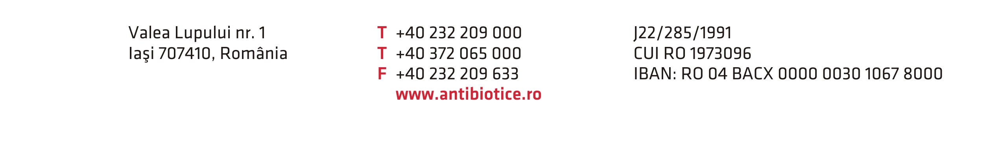 Valea Lupului nr. 1
Iaşi 707410, România
T +40 232 209 000
T +40 372 065 000
F +40 232 209 633
www.antibiotice.ro
J22/285/1991
CUI RO 1973096
IBAN: RO 04 BACX 0000 0030 1067 8000